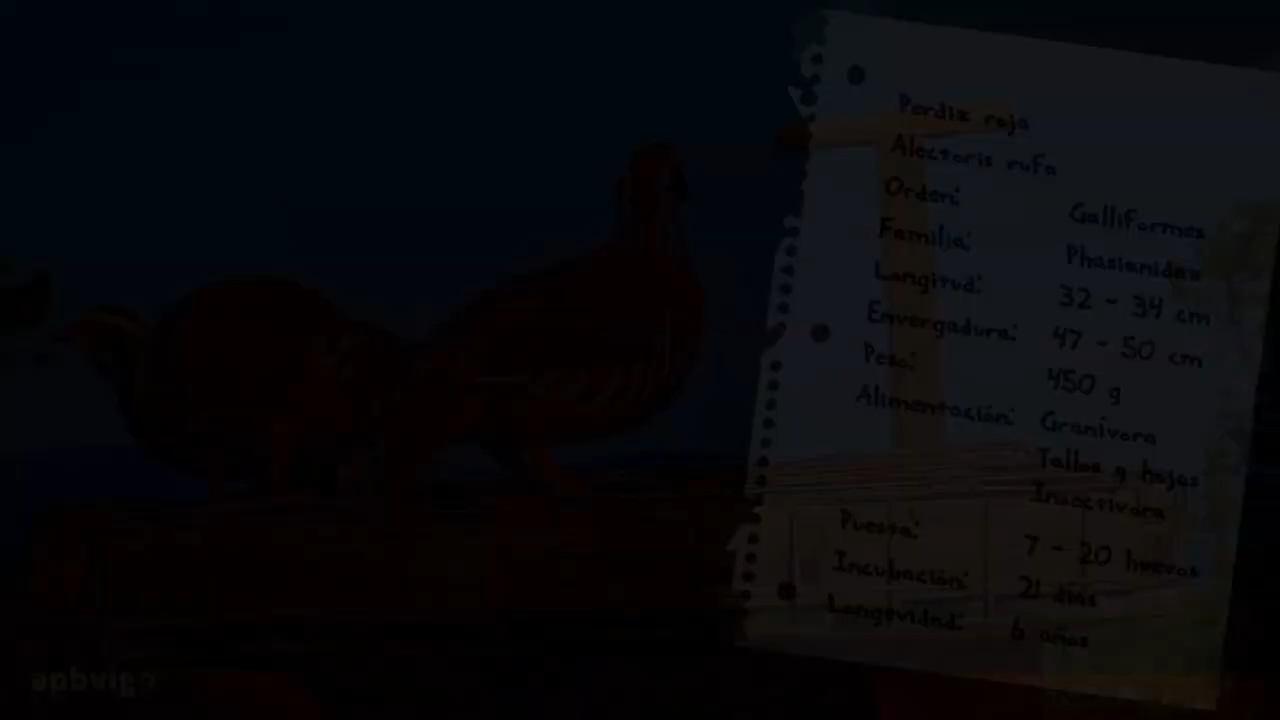 Perdiz roja
Alectoris rufa
Orden: Galliformes
Familia: Phasianidae
Longitud: 32 - 34 cm
Envergadura: 47 - 50 cm
Peso: 450 g
Alimentación: Granívora
Tallos y hojas
Insectívora
Puesta: 7 - 20 huevos
Incubación: 21 días
Longevidad: 6 años
apbvigo